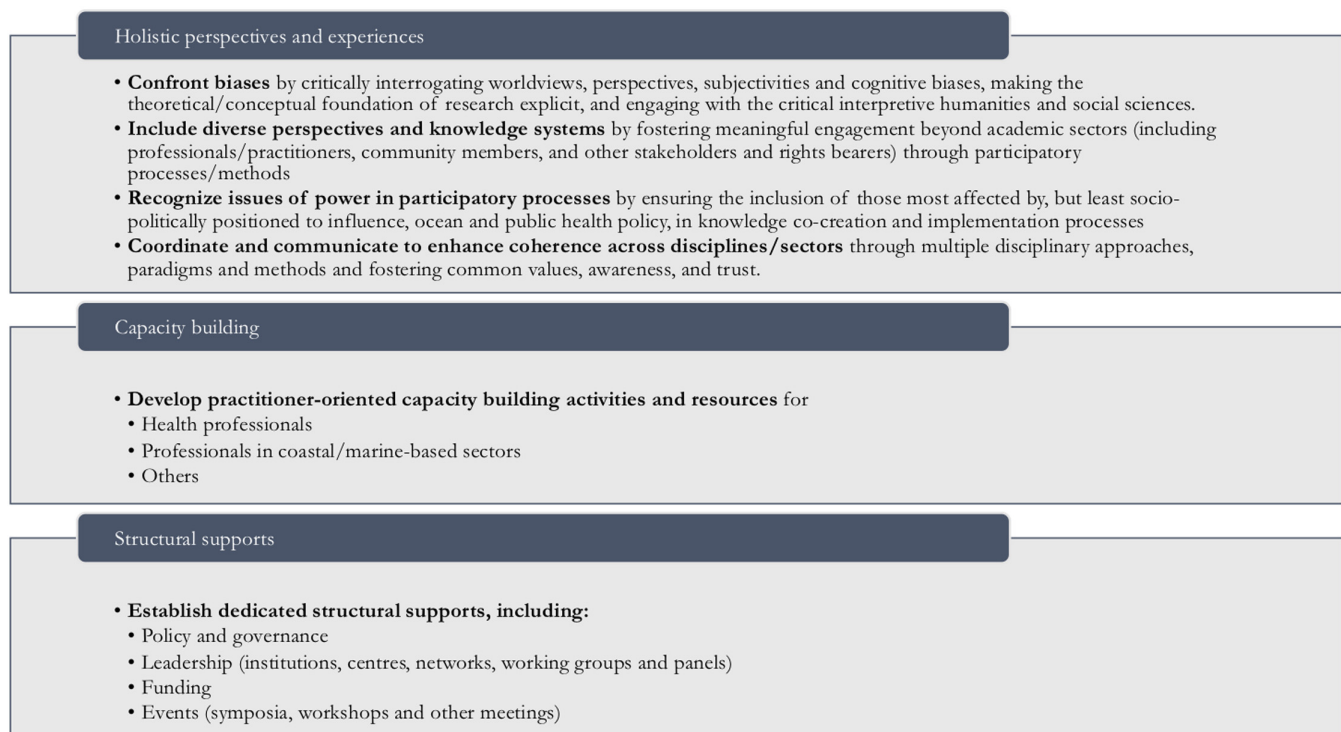 Holistic perspectives and experiences
• Confront biases by critically interrogating worldviews, perspectives, subjectivities and cognitive biases, making the
theoretical/conceptual foundation of research explicit, and engaging with the critical interpretive humanities and social sciences.
• Include diverse perspectives and knowledge systems by fostering meaningful engagement beyond academic sectors (including
professionals/practitioners, community members, and other stakeholders and rights bearers) through participatory
processes/methods
• Recognize issues of power in participatory processes by ensuring the inclusion of those most affected by, but least socio-
politically positioned to influence, ocean and public health policy, in knowledge co-creation and implementation processes
• Coordinate and communicate to enhance coherence across disciplines/sectors through multiple disciplinary approaches,
paradigms and methods and fostering common values, awareness, and trust.
Capacity building
• Develop practitioner-oriented capacity building activities and resources for
• Health professionals
• Professionals in coastal/marine-based sectors
• Others
Structural supports
• Establish dedicated structural supports, including:
• Policy and governance
• Leadership (institutions, centres, networks, working groups and panels)
• Funding
• Events (symposia, workshops and other meetings)